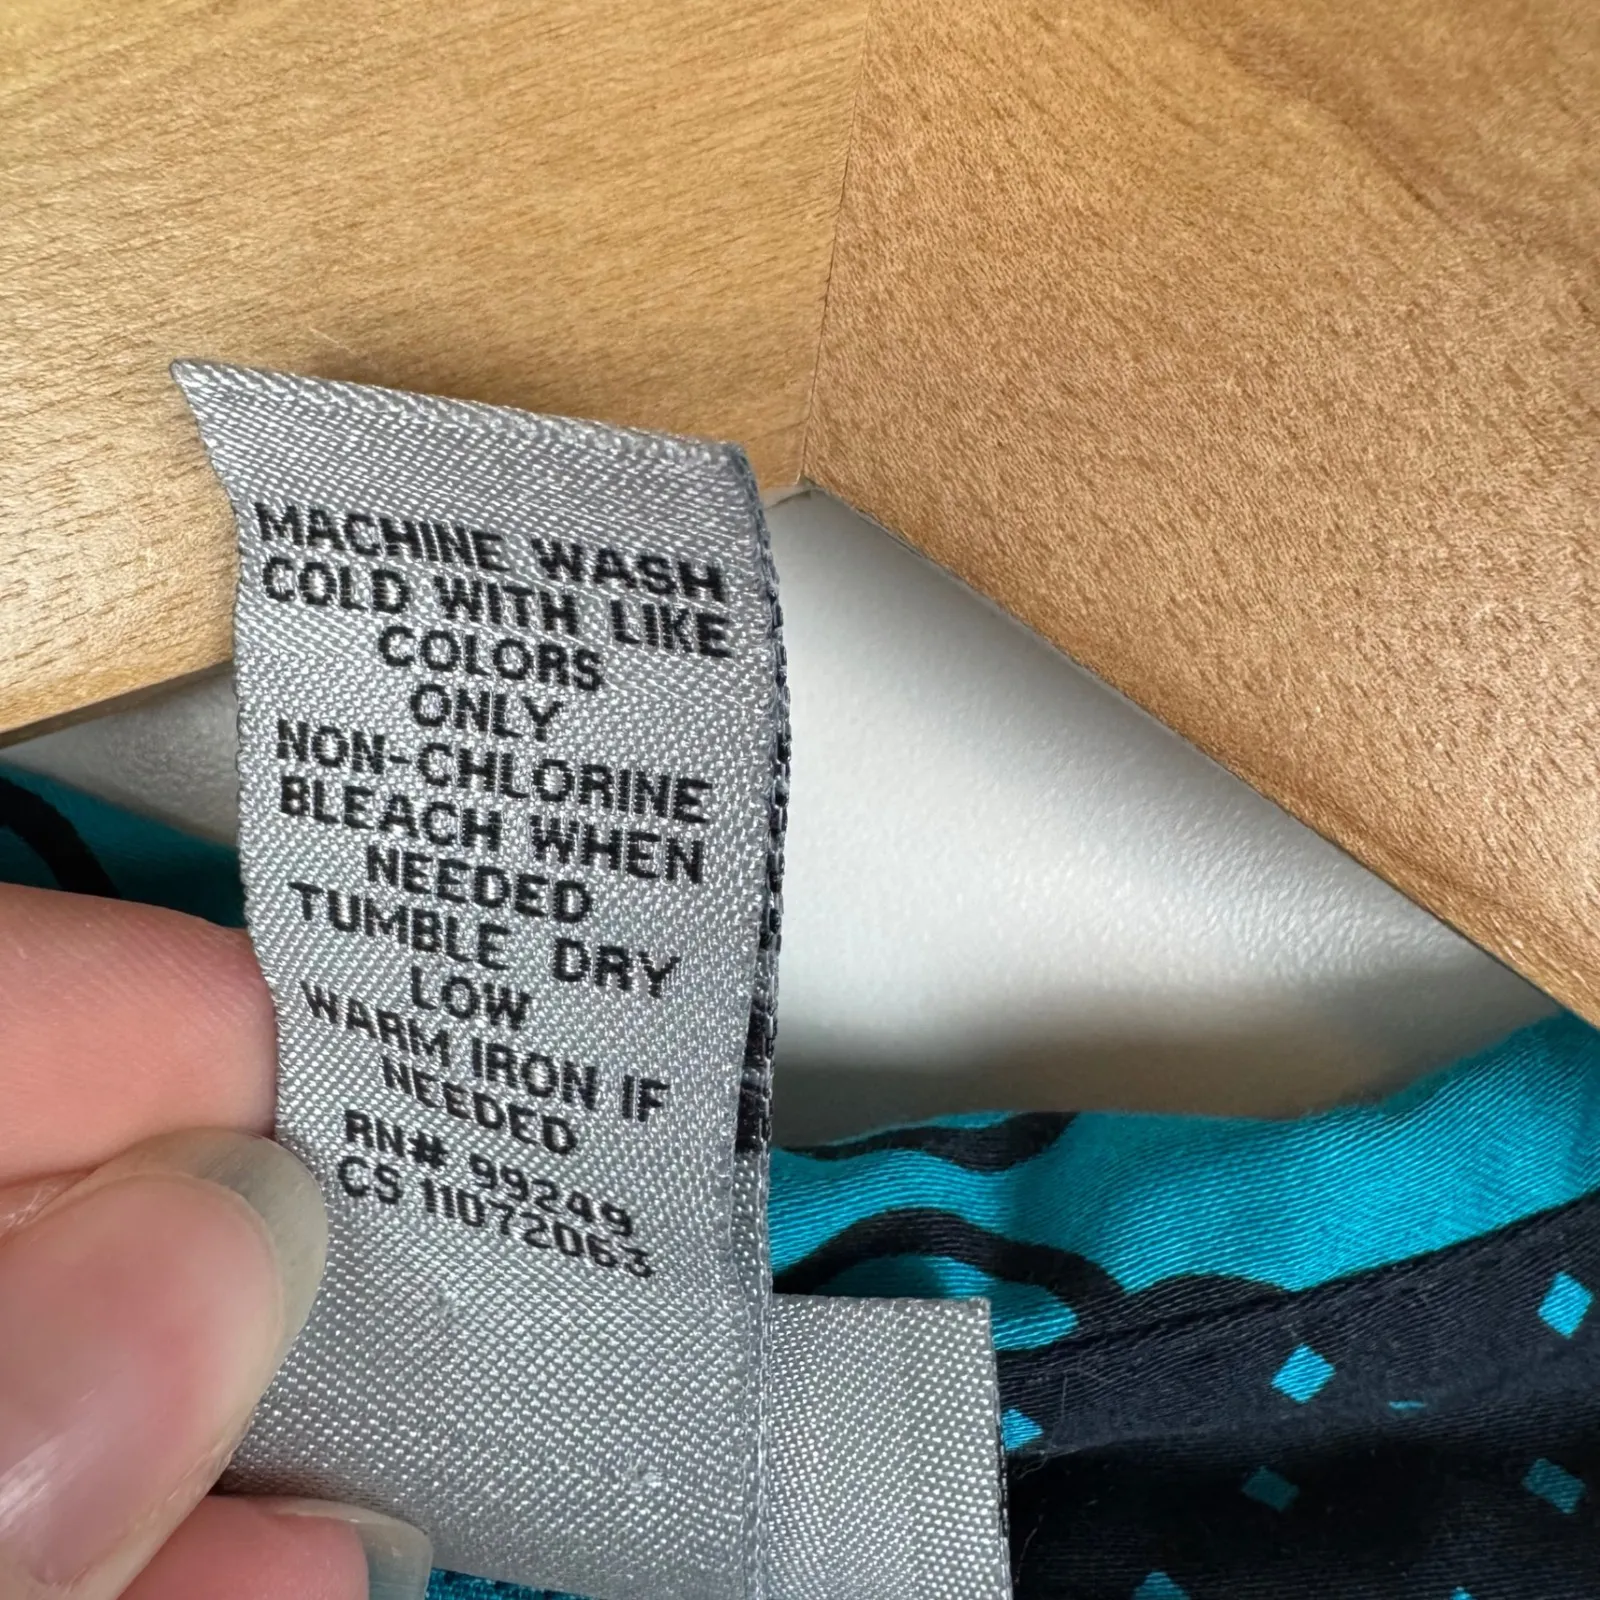 MACHINE WASH
COLD WITH LIKE
COLORS
ONLY
NON-CHLORINE
BLEACH WHEN
NEEDED
TUMBLE DRY
LOW
WARM IRON IF
NEEDED
RN# 99249
CS 11072063